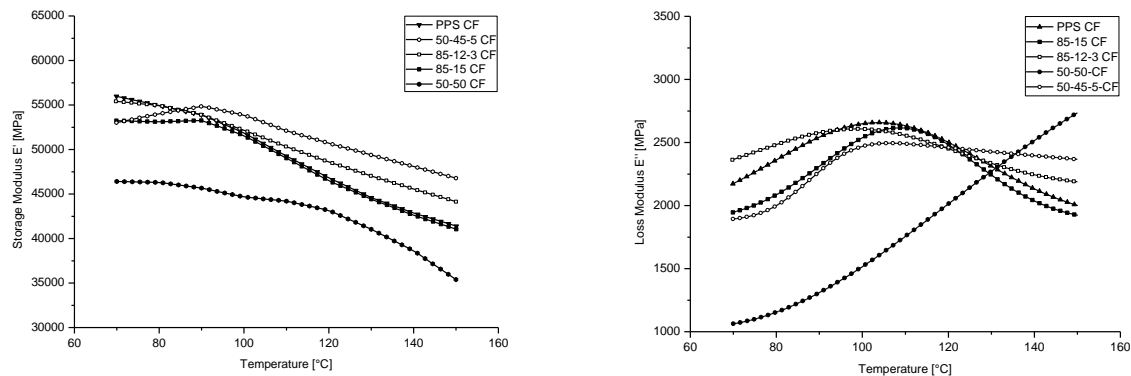 65000
60000
55000
50000
45000
40000
35000
30000
Storage Modulus E' [MPa]
PPS CF
50-45-5 CF
85-12-3 CF
85-15 CF
50-50 CF
60 80 100 120 140 160
Temperature [°C]
3500
3000
2500
2000
1500
1000
Loss Modulus E'' [MPa]
PPS CF
85-15 CF
85-12-3 CF
50-50-CF
50-45-5-CF
60 80 100 120 140 160
Temperature [°C]